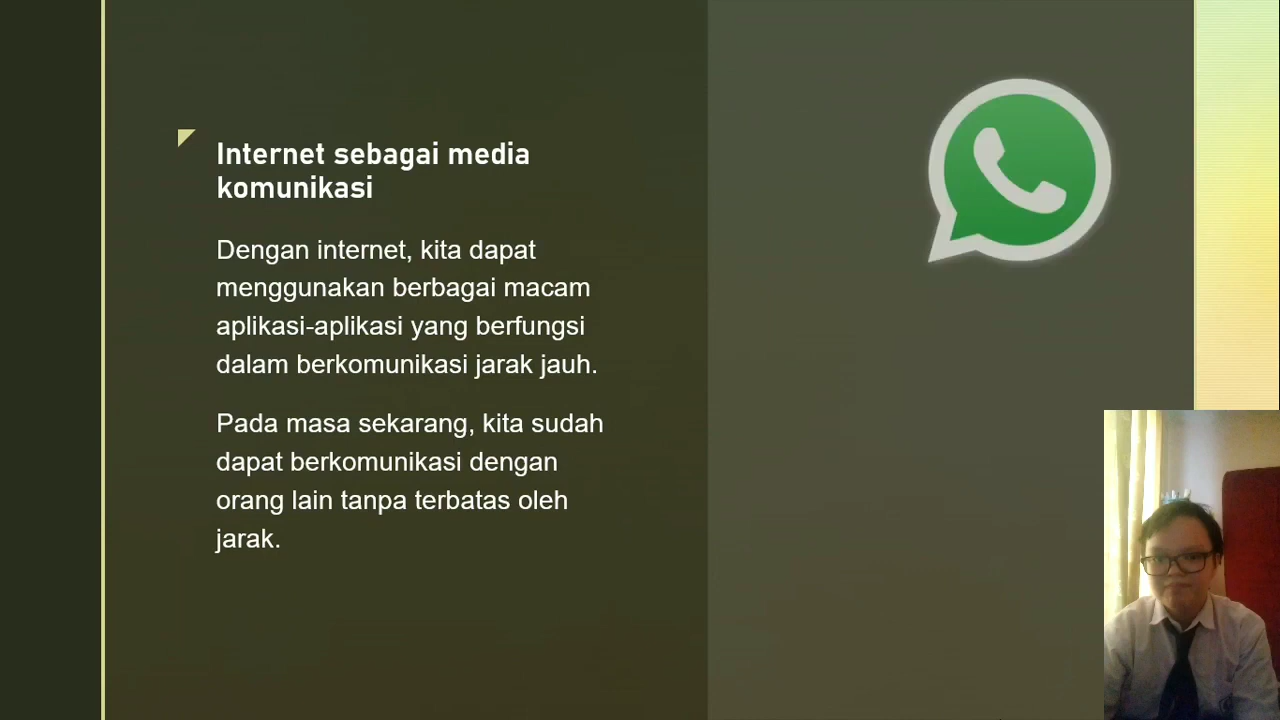 Internet sebagai media
komunikasi
Dengan internet, kita dapat
menggunakan berbagai macam
aplikasi-aplikasi yang berfungsi
dalam berkomunikasi jarak jauh.
Pada masa sekarang, kita sudah
dapat berkomunikasi dengan
orang lain tanpa terbatas oleh
jarak.